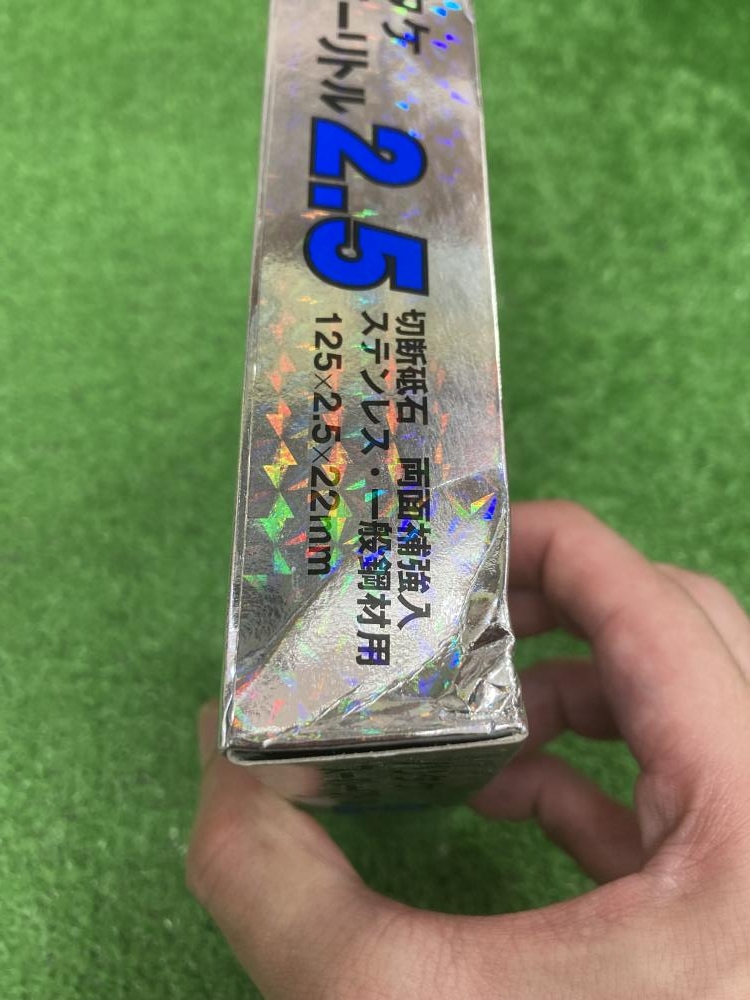 ーリトル2.5
切断砥石 両面補強入
ステンレス・一般鋼材用
125×2.5×22mm